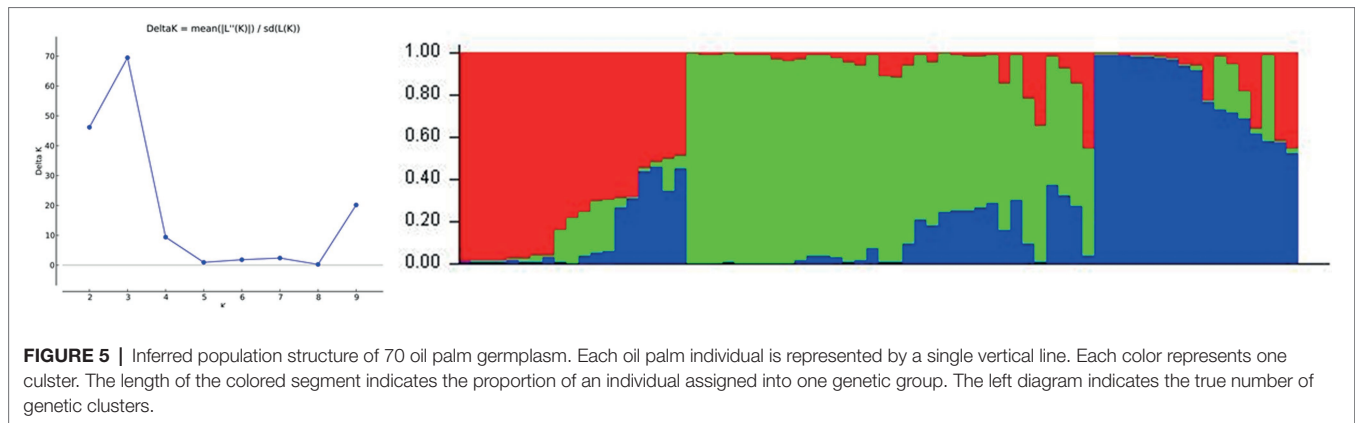 DeltaK = mean(|L''(K)|) / sd(L(K))
70
60
50
40
30
20
10
0
Delta K
2 3 4 5 6 7 8 9
K
1.00
0.80
0.60
0.40
0.20
0.00
FIGURE 5 | Inferred population structure of 70 oil palm germplasm. Each oil palm individual is represented by a single vertical line. Each color represents one
culster. The length of the colored segment indicates the proportion of an individual assigned into one genetic group. The left diagram indicates the true number of
genetic clusters.